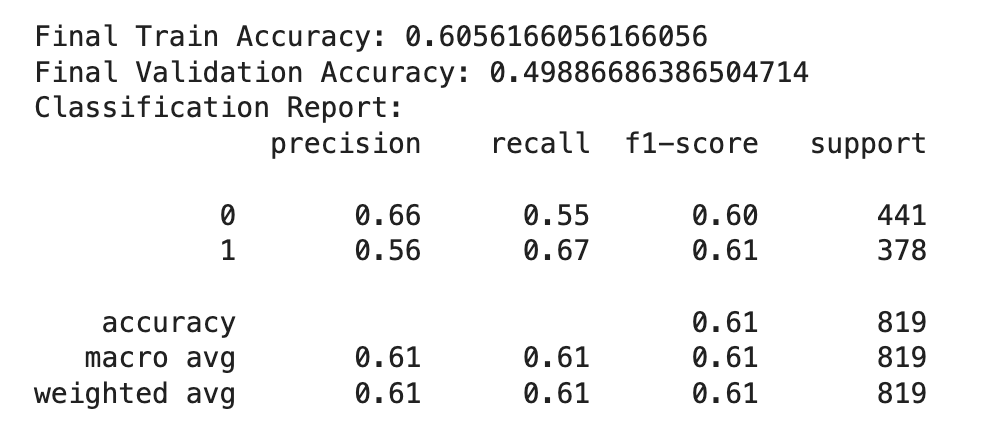 Final Train Accuracy: 0.6056166056166056
Final Validation Accuracy: 0.49886686386504714
Classification Report:
precision recall f1-score support
0 0.66 0.55 0.60 441
1 0.56 0.67 0.61 378
accuracy 0.61 819
macro avg 0.61 0.61 0.61 819
weighted avg 0.61 0.61 0.61 819